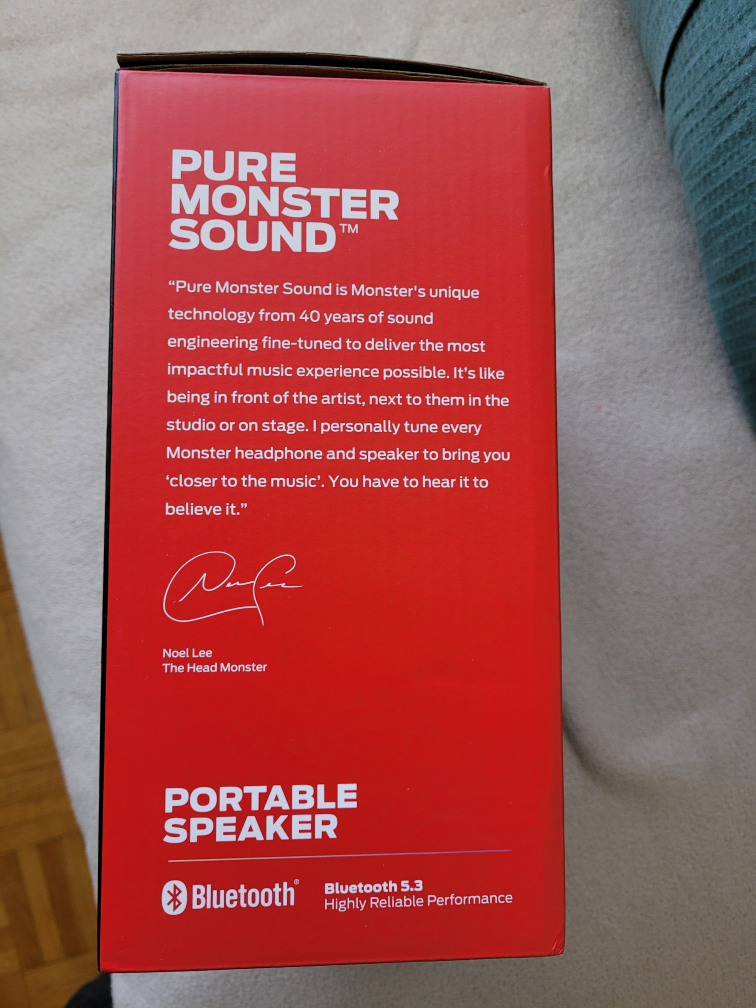 PURE
MONSTER
SOUND™
“Pure Monster Sound is Monster's unique
technology from 40 years of sound
engineering fine-tuned to deliver the most
impactful music experience possible. It’s like
being in front of the artist, next to them in the
studio or on stage. I personally tune every
Monster headphone and speaker to bring you
‘closer to the music’. You have to hear it to
believe it.”
Noel Lee
Noel Lee
The Head Monster
PORTABLE
SPEAKER
Bluetooth®
Bluetooth 5.3
Highly Reliable Performance